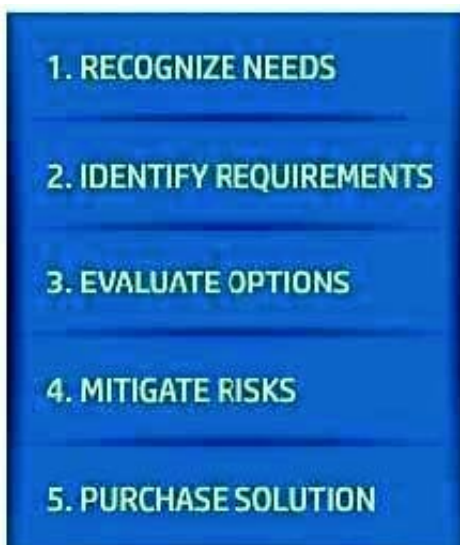 1. RECOGNIZE NEEDS
2. IDENTIFY REQUIREMENTS
3. EVALUATE OPTIONS
4. MITIGATE RISKS
5. PURCHASE SOLUTION